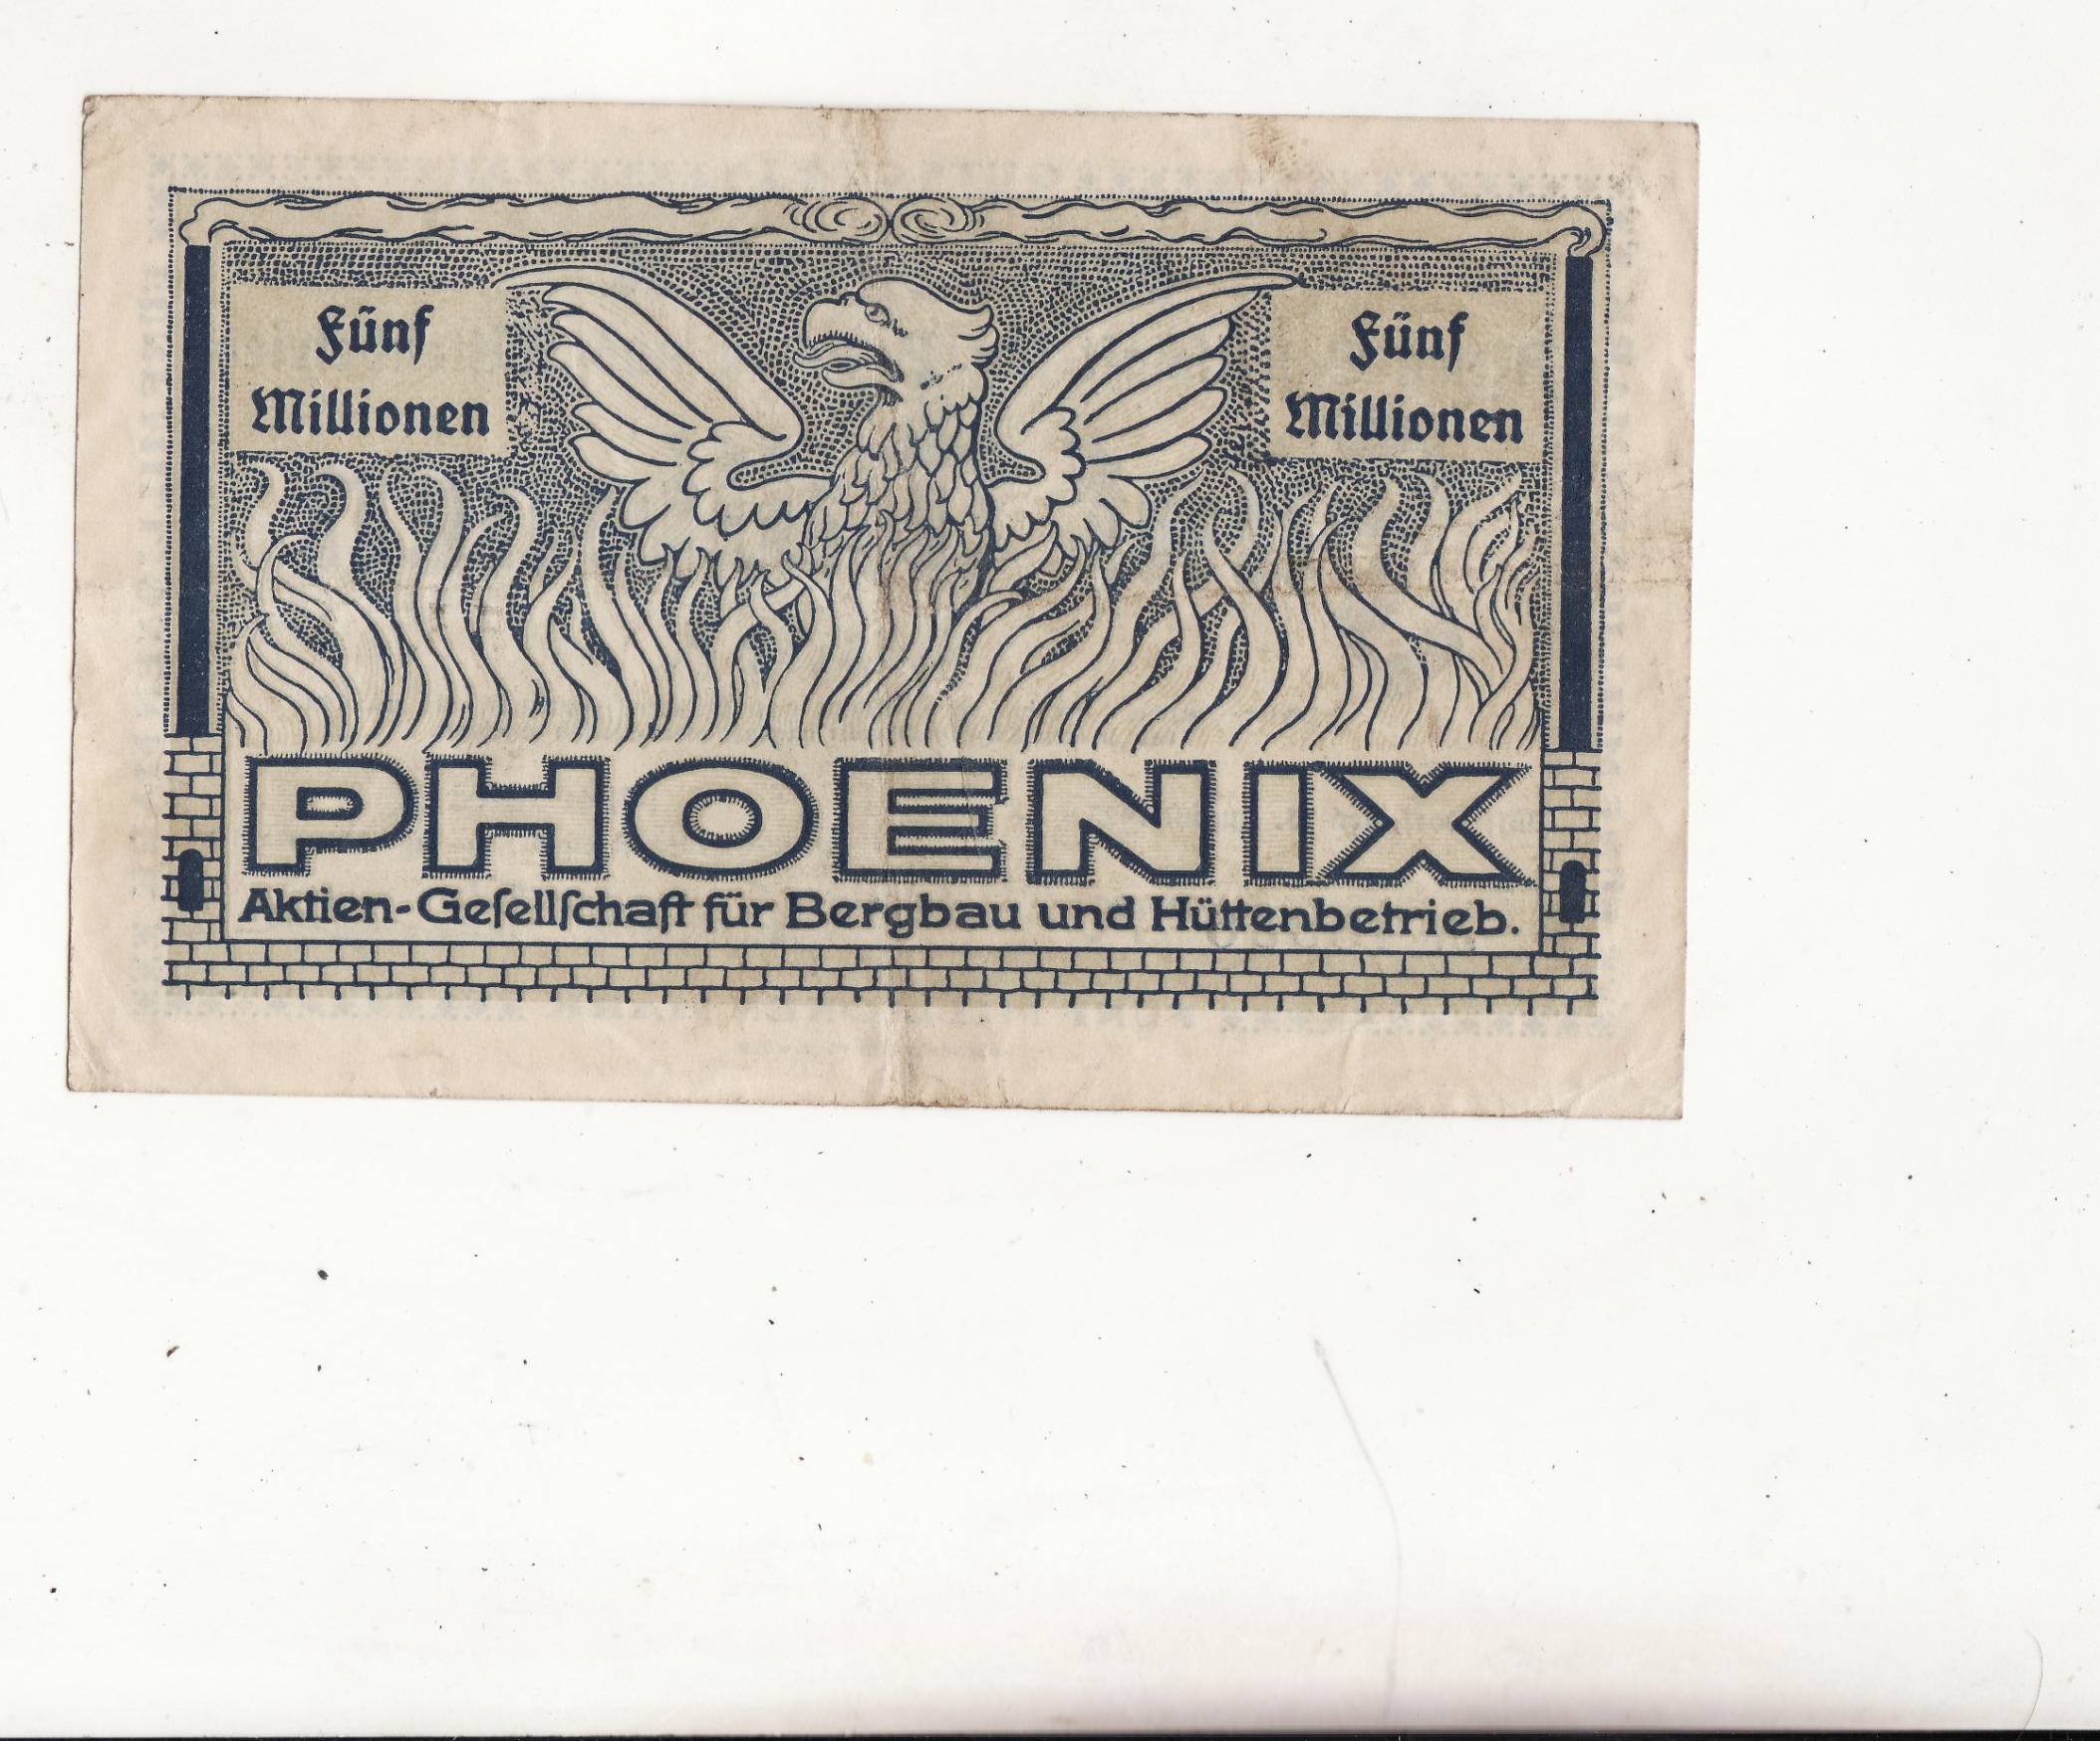 Fünf
Millionen
Fünf
Millionen
PHOENIX
Aktien-Geſellſchaft für Bergbau und Hüttenbetrieb.